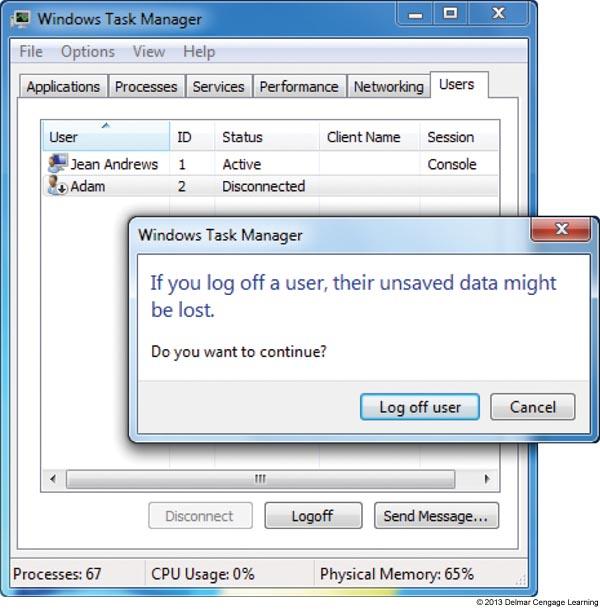 Windows Task Manager
File Options View Help
Applications Processes Services Performance Networking Users
User ID Status Client Name Session
Jean Andrews 1 Active Console
Adam 2 Disconnected
Windows Task Manager
If you log off a user, their unsaved data might
be lost.
Do you want to continue?
Log off user Cancel
Disconnect Logoff Send Message...
Processes: 67 CPU Usage: 0% Physical Memory: 65%
© 2013 Delmar Cengage Learning